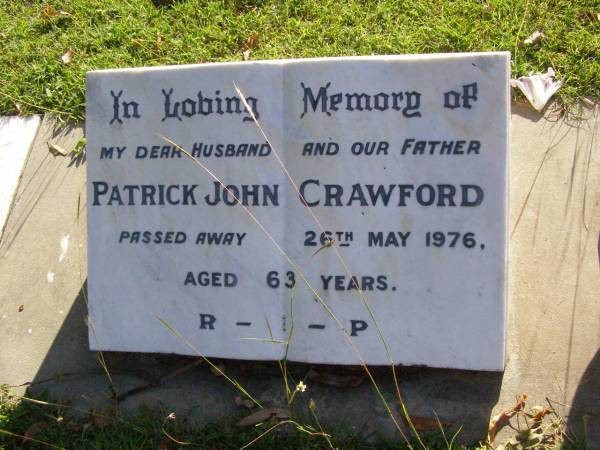 In Loving Memory of
MY DEAR HUSBAND AND OUR FATHER
PATRICK JOHN CRAWFORD
PASSED AWAY 26TH MAY 1976,
AGED 63 YEARS.
R - I - P